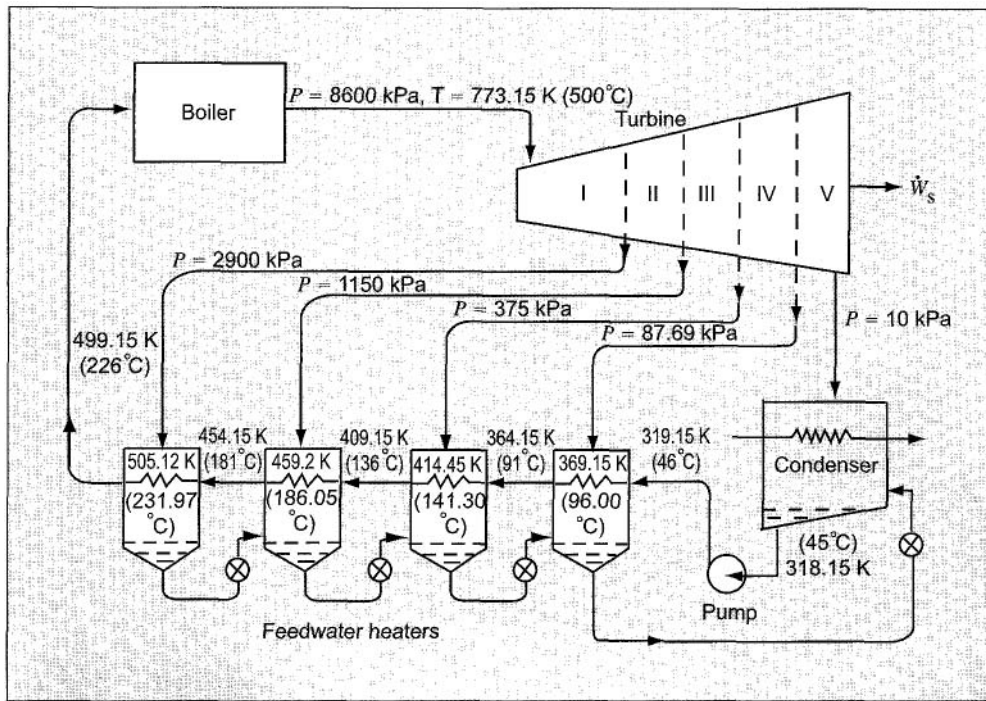 Boiler
P = 8600 kPa, T = 773.15 K (500°C)
Turbine
I
II
III
IV
V
Ẇs
P = 2900 kPa
P = 1150 kPa
P = 375 kPa
P = 87.69 kPa
P = 10 kPa
499.15 K
(226°C)
505.12 K
(231.97
°C)
454.15 K
(181°C)
459.2 K
(186.05
°C)
409.15 K
(136°C)
414.45 K
(141.30
°C)
364.15 K
(91°C)
369.15 K
(96.00
°C)
319.15 K
(46°C)
Condenser
(45°C)
318.15 K
Pump
Feedwater heaters